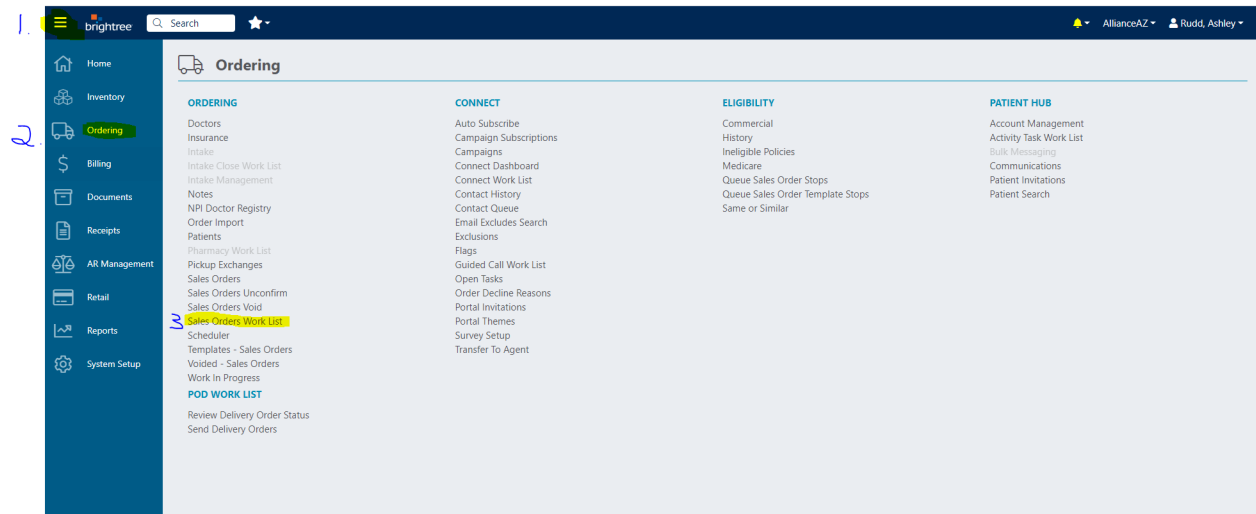 1.
brightree
Search
AllianceAZ
Rudd, Ashley
Home
Inventory
2.
Ordering
Billing
Documents
Receipts
AR Management
Retail
Reports
System Setup
Ordering
ORDERING
Doctors
Insurance
Intake
Intake Close Work List
Intake Management
Notes
NPI Doctor Registry
Order Import
Patients
Pharmacy Work List
Pickup Exchanges
Sales Orders
Sales Orders Unconfirm
Sales Orders Void
3 Sales Orders Work List
Scheduler
Templates - Sales Orders
Voided - Sales Orders
Work In Progress
POD WORK LIST
Review Delivery Order Status
Send Delivery Orders
CONNECT
Auto Subscribe
Campaign Subscriptions
Campaigns
Connect Dashboard
Connect Work List
Contact History
Contact Queue
Email Excludes Search
Exclusions
Flags
Guided Call Work List
Open Tasks
Order Decline Reasons
Portal Invitations
Portal Themes
Survey Setup
Transfer To Agent
ELIGIBILITY
Commercial
History
Ineligible Policies
Medicare
Queue Sales Order Stops
Queue Sales Order Template Stops
Same or Similar
PATIENT HUB
Account Management
Activity Task Work List
Bulk Messaging
Communications
Patient Invitations
Patient Search